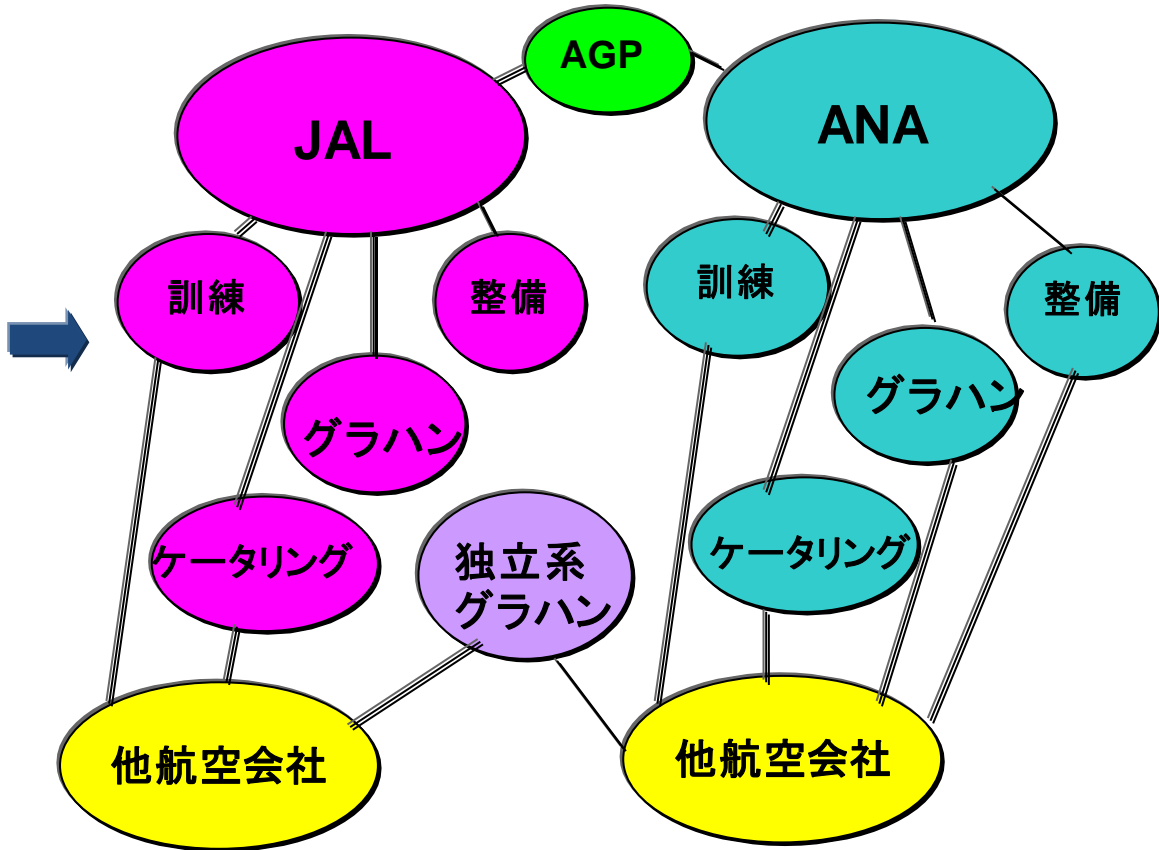 AGP
JAL
ANA
訓練
整備
訓練
整備
グラハン
グラハン
ケータリング
独立系
グラハン
ケータリング
他航空会社
他航空会社